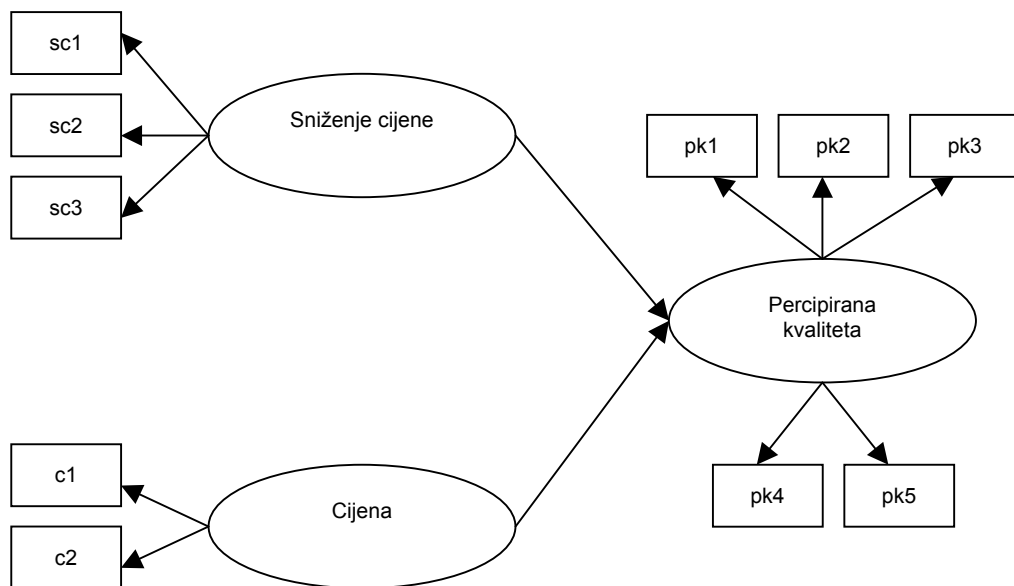 sc1
sc2
sc3
Sniženje cijene
pk1
pk2
pk3
Percipirana
kvaliteta
pk4
pk5
c1
c2
Cijena